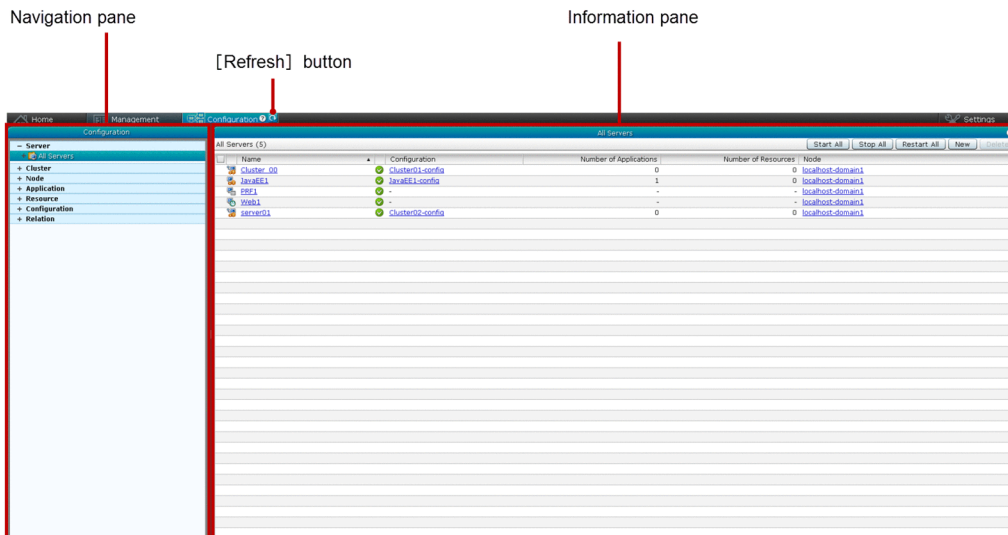 Navigation pane
Information pane
[Refresh] button
Home
Management
Configuration
Settings
Configuration
All Servers
− Server
All Servers
+ Cluster
+ Node
+ Application
+ Resource
+ Configuration
+ Relation
All Servers (5)
Start All Stop All Restart All New Delete
Name Configuration Number of Applications Number of Resources Node
Cluster_00 Cluster01-config 0 0 localhost-domain1
JavaEE1 JavaEE1-config 1 0 localhost-domain1
PRF1 - - - localhost-domain1
Web1 - - - localhost-domain1
server01 Cluster02-config 0 0 localhost-domain1